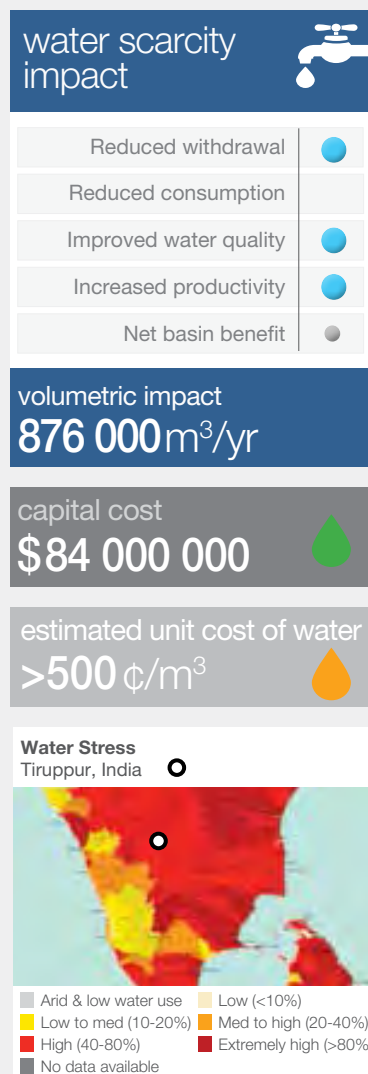 water scarcity
impact
Reduced withdrawal
Reduced consumption
Improved water quality
Increased productivity
Net basin benefit
volumetric impact
876 000 m³/yr
capital cost
$84 000 000
estimated unit cost of water
>500 ¢/m³
Water Stress
Tiruppur, India
Arid & low water use
Low (<10%)
Low to med (10-20%)
Med to high (20-40%)
High (40-80%)
Extremely high (>80%
No data available